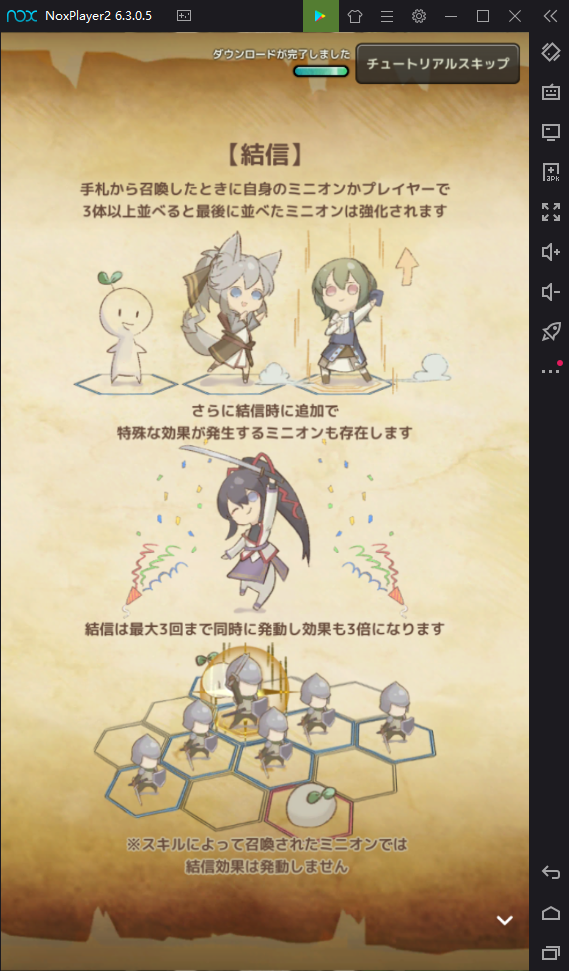 NoxPlayer2 6.3.0.5
ダウンロードが完了しました
チュートリアルスキップ
【結信】
手札から召喚したときに自身のミニオンかプレイヤーで
3体以上並べると最後に並べたミニオンは強化されます
さらに結信時に追加で
特殊な効果が発生するミニオンも存在します
結信は最大3回まで同時に発動し効果も3倍になります
※スキルによって召喚されたミニオンでは
結信効果は発動しません